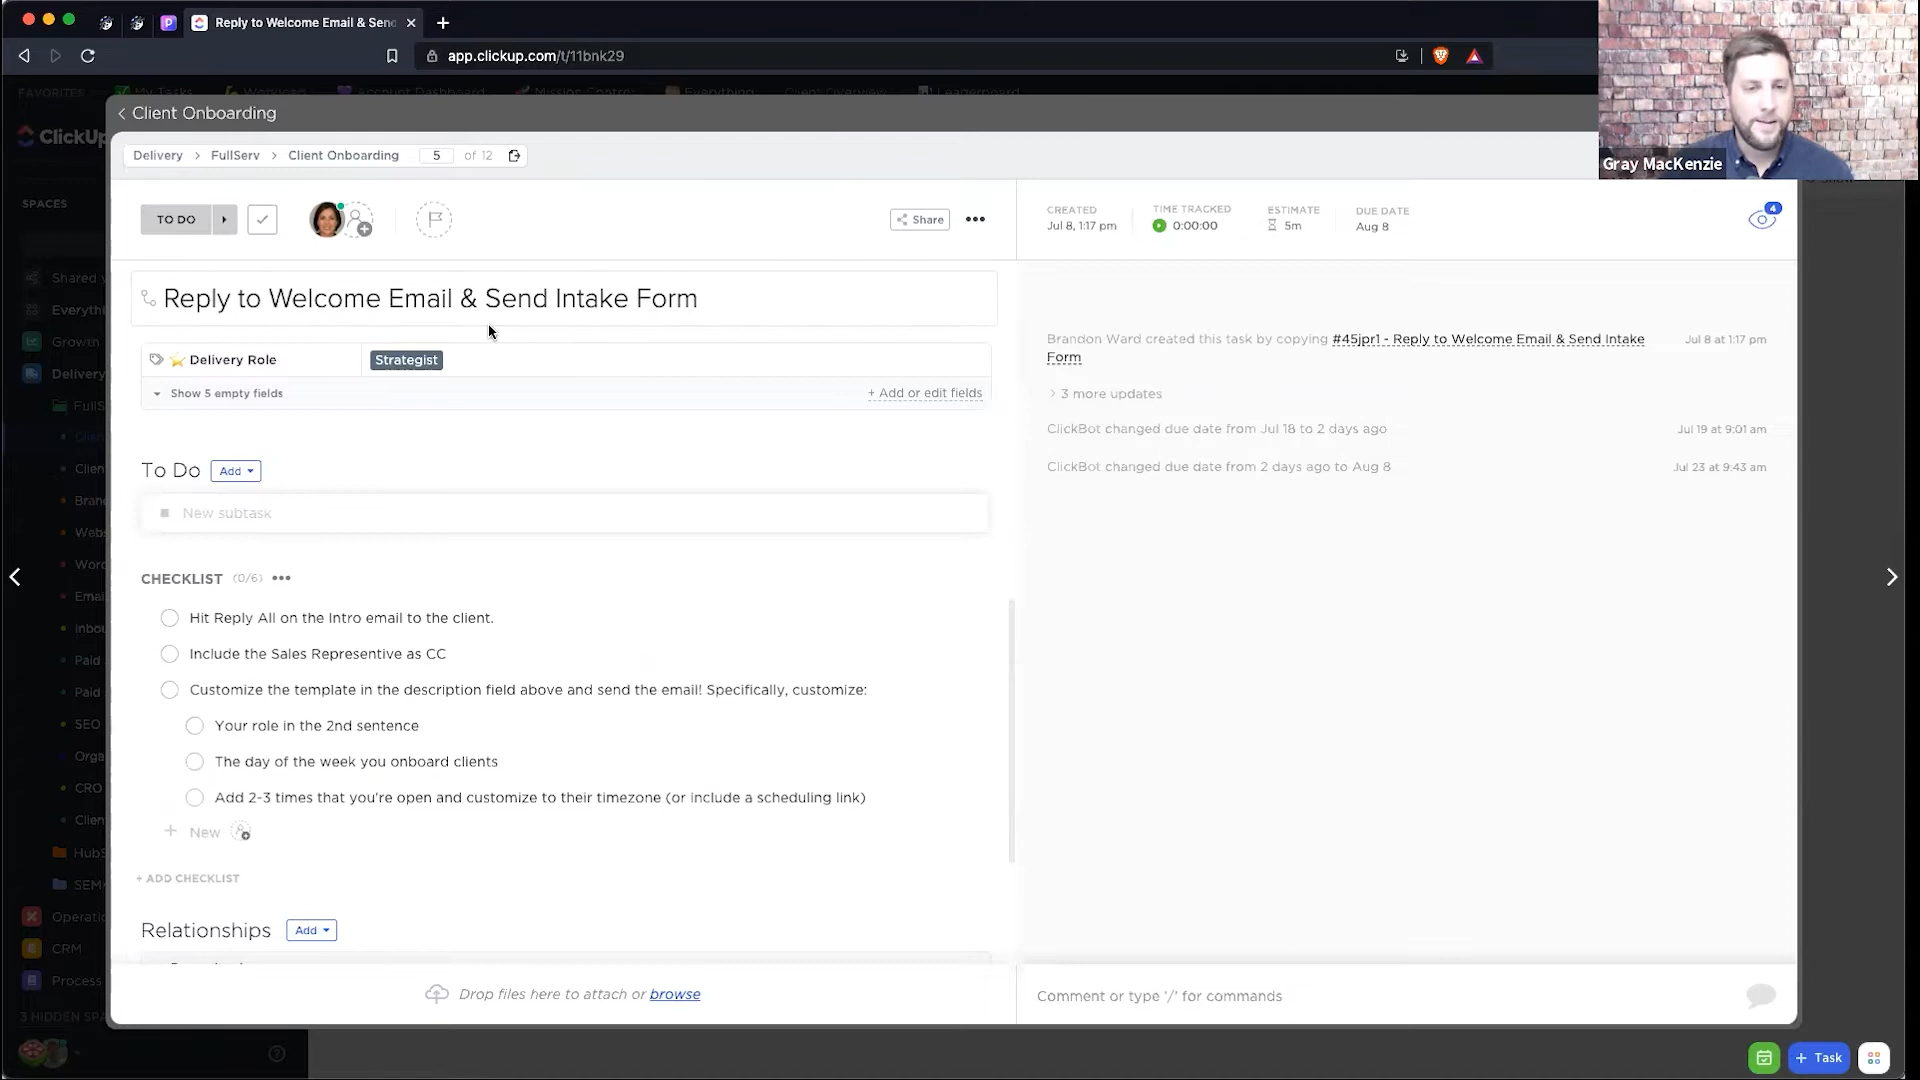 Reply to Welcome Email & Send
app.clickup.com/t/11bnk29
FAVORITES
My Tasks
Workload
Account Dashboard
Mission Contro
Everything
Client Overview
Leaderboard
Client Onboarding
ClickUp
Gray MacKenzie
Delivery > FullServ > Client Onboarding 5 of 12
SPACES
TO DO
Share
CREATED
Jul 8, 1:17 pm
TIME TRACKED
0:00:00
ESTIMATE
5m
DUE DATE
Aug 8
4
Shared
Everythi
Growth
Delivery
FullS
Clien
Clien
Bran
Webs
Word
Emai
Inbou
Paid
Paid
SEO
Orga
CRO
Clien
HubS
SEMR
Operatio
CRM
Process
3 HIDDEN SPA
Reply to Welcome Email & Send Intake Form
Delivery Role
Strategist
Show 5 empty fields
+ Add or edit fields
To Do
Add
New subtask
CHECKLIST (0/6)
Hit Reply All on the Intro email to the client.
Include the Sales Representive as CC
Customize the template in the description field above and send the email! Specifically, customize:
Your role in the 2nd sentence
The day of the week you onboard clients
Add 2-3 times that you're open and customize to their timezone (or include a scheduling link)
+ New
+ ADD CHECKLIST
Relationships
Add
Drop files here to attach or browse
Brandon Ward created this task by copying #45jpr1 - Reply to Welcome Email & Send Intake
Form
Jul 8 at 1:17 pm
> 3 more updates
ClickBot changed due date from Jul 18 to 2 days ago
Jul 19 at 9:01 am
ClickBot changed due date from 2 days ago to Aug 8
Jul 23 at 9:43 am
Comment or type '/' for commands
+ Task